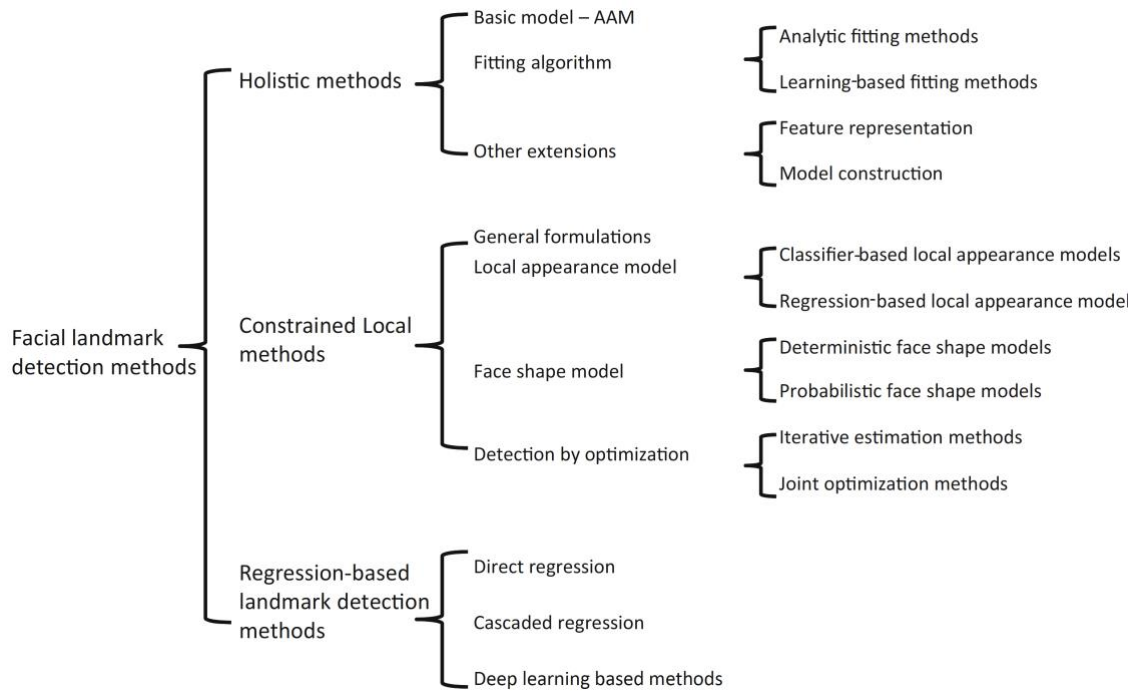 Facial landmark
detection methods
Holistic methods
Basic model – AAM
Fitting algorithm
Analytic fitting methods
Learning-based fitting methods
Other extensions
Feature representation
Model construction
Constrained Local
methods
General formulations
Local appearance model
Classifier-based local appearance models
Regression-based local appearance model
Face shape model
Deterministic face shape models
Probabilistic face shape models
Detection by optimization
Iterative estimation methods
Joint optimization methods
Regression-based
landmark detection
methods
Direct regression
Cascaded regression
Deep learning based methods